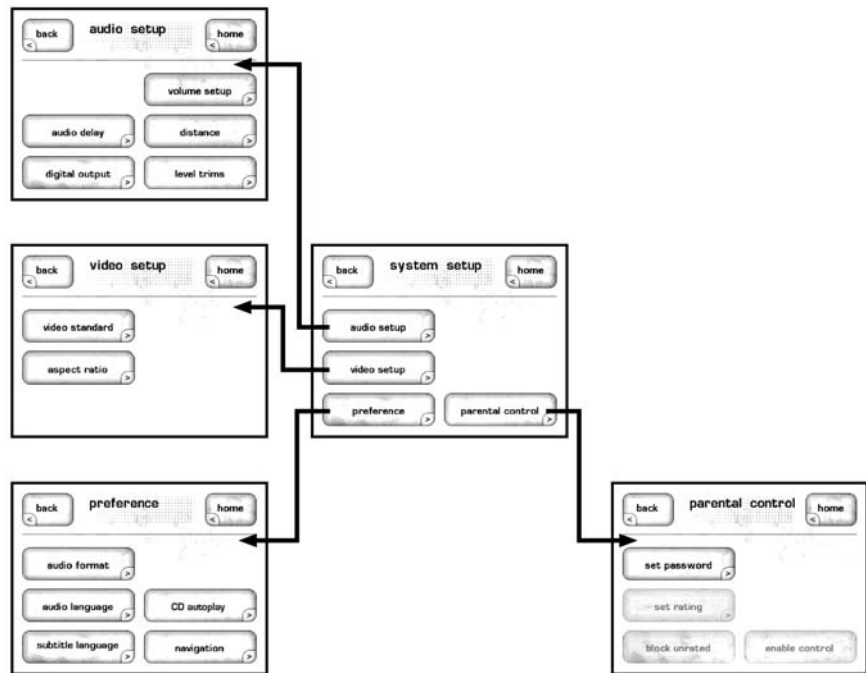 back
audio setup
home
volume setup
audio delay
distance
digital output
level trims
back
video setup
home
video standard
aspect ratio
back
system setup
home
audio setup
video setup
preference
parental control
back
preference
home
audio format
audio language
CD autoplay
subtitle language
navigation
back
parental control
home
set password
set rating
block unrated
enable control